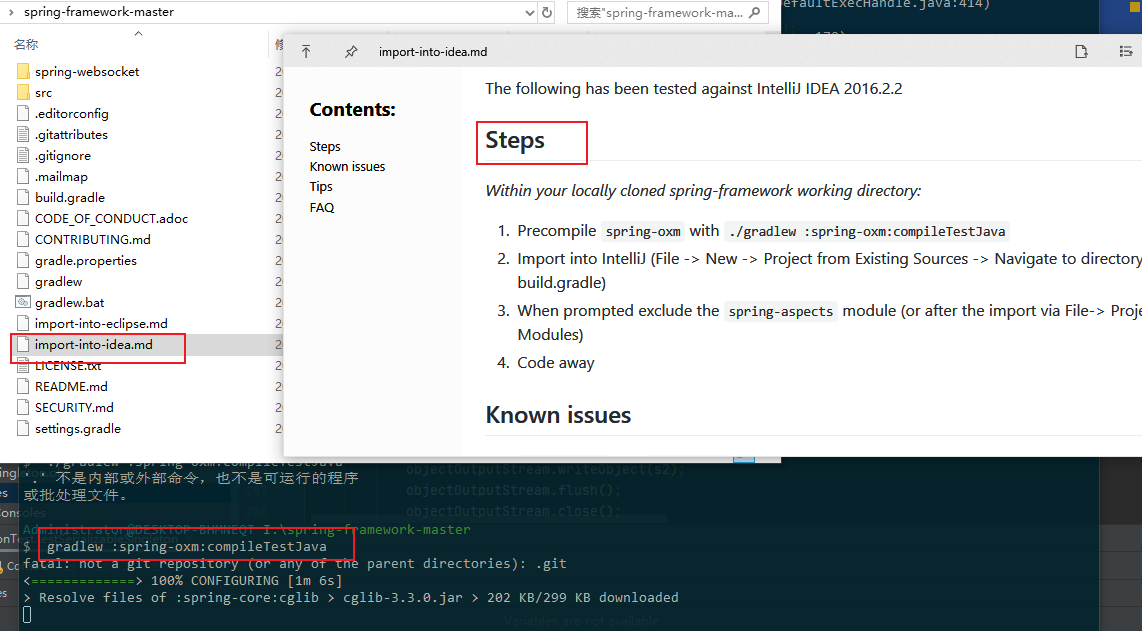 spring-framework-master
搜索"spring-framework-ma...
efaultExecHandle.java:414)
名称
修
spring-websocket
src
.editorconfig
.gitattributes
.gitignore
.mailmap
build.gradle
CODE_OF_CONDUCT.adoc
CONTRIBUTING.md
gradle.properties
gradlew
gradlew.bat
import-into-eclipse.md
import-into-idea.md
LICENSE.txt
README.md
SECURITY.md
settings.gradle
import-into-idea.md
Contents:
Steps
Known issues
Tips
FAQ
The following has been tested against IntelliJ IDEA 2016.2.2
Steps
Within your locally cloned spring-framework working directory:
1. Precompile spring-oxm with ./gradlew :spring-oxm:compileTestJava
2. Import into IntelliJ (File -> New -> Project from Existing Sources -> Navigate to directory
build.gradle)
3. When prompted exclude the spring-aspects module (or after the import via File-> Proje
Modules)
4. Code away
Known issues
$ ./gradlew :spring-oxm:compileTestJava
'.' 不是内部或外部命令，也不是可运行的程序
或批处理文件。
objectOutputStream.writeObject(s2);
objectOutputStream.flush();
objectOutputStream.close();
Administrator@DESKTOP-BHMNEQT I:\spring-framework-master
$ gradlew :spring-oxm:compileTestJava
fatal: not a git repository (or any of the parent directories): .git
<=============> 100% CONFIGURING [1m 6s]
> Resolve files of :spring-core:cglib > cglib-3.3.0.jar > 202 KB/299 KB downloaded
Variables are not available